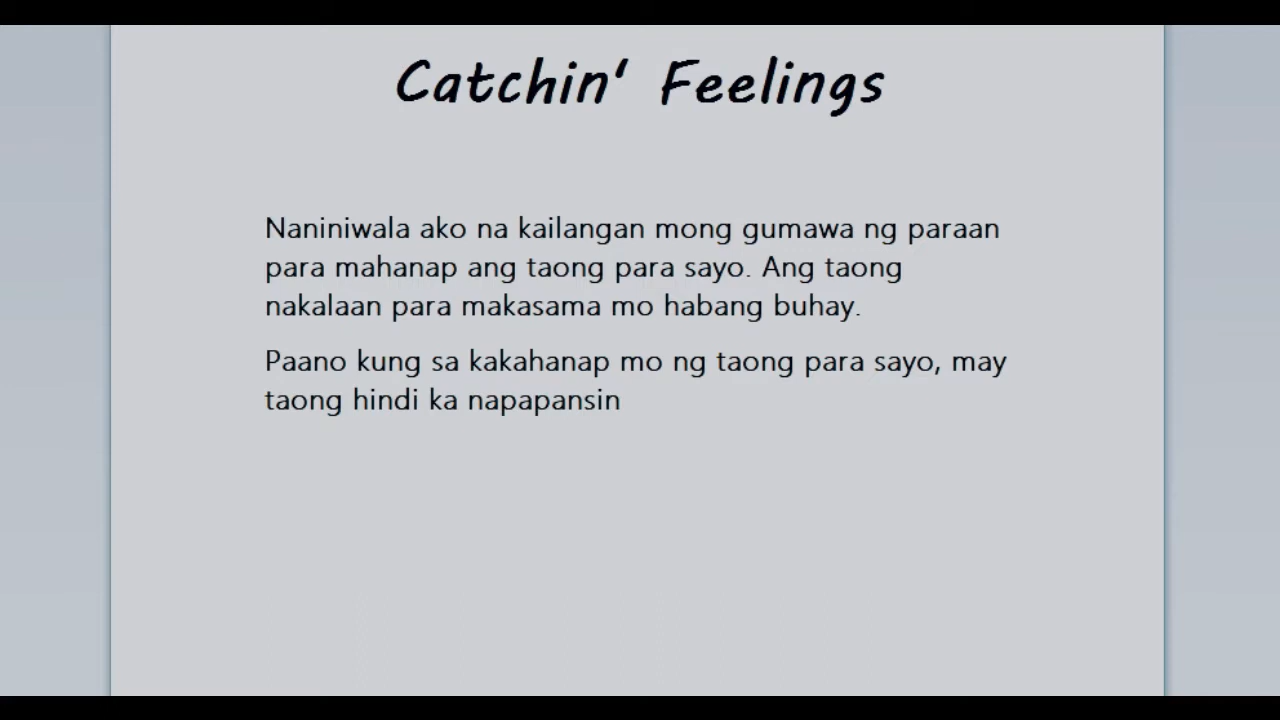 Catchin' Feelings
Naniniwala ako na kailangan mong gumawa ng paraan
para mahanap ang taong para sayo. Ang taong
nakalaan para makasama mo habang buhay.
Paano kung sa kakahanap mo ng taong para sayo, may
taong hindi ka napapansin